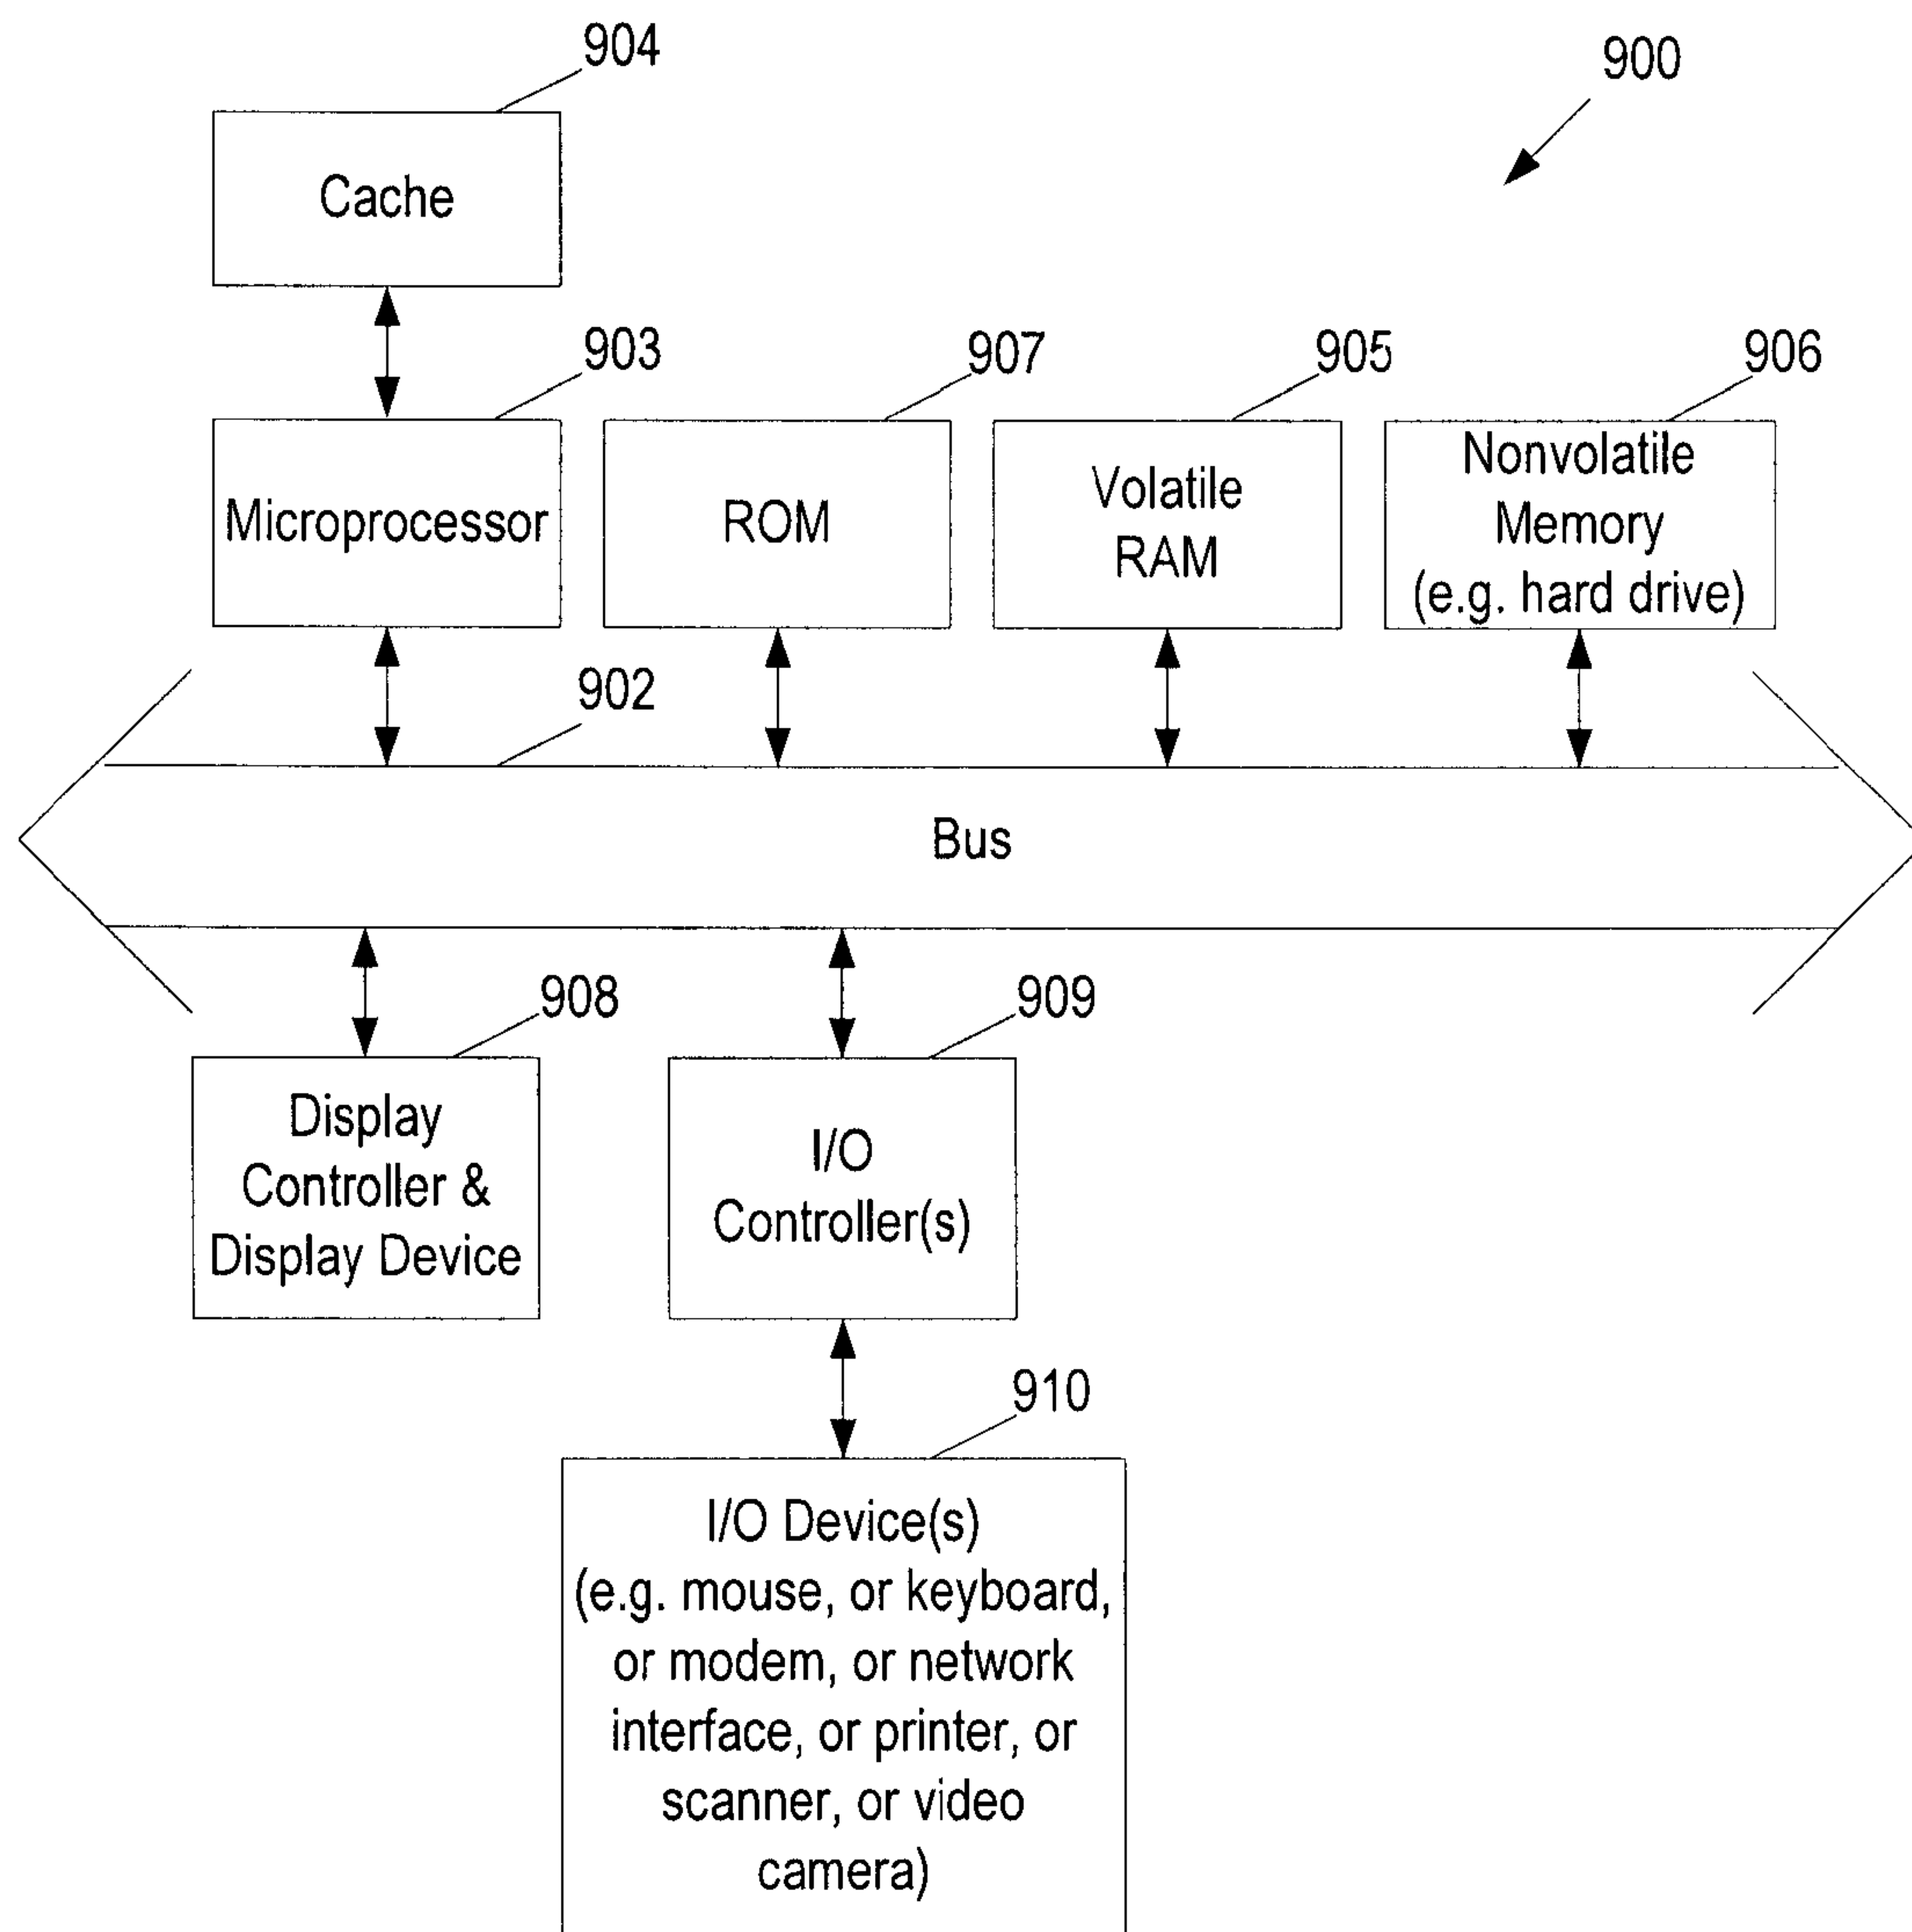 904
900
Cache
903
907
905
906
Microprocessor
ROM
Volatile
RAM
Nonvolatile
Memory
(e.g. hard drive)
902
Bus
908
909
Display
Controller &
Display Device
I/O
Controller(s)
910
I/O Device(s)
(e.g. mouse, or keyboard,
or modem, or network
interface, or printer, or
scanner, or video
camera)